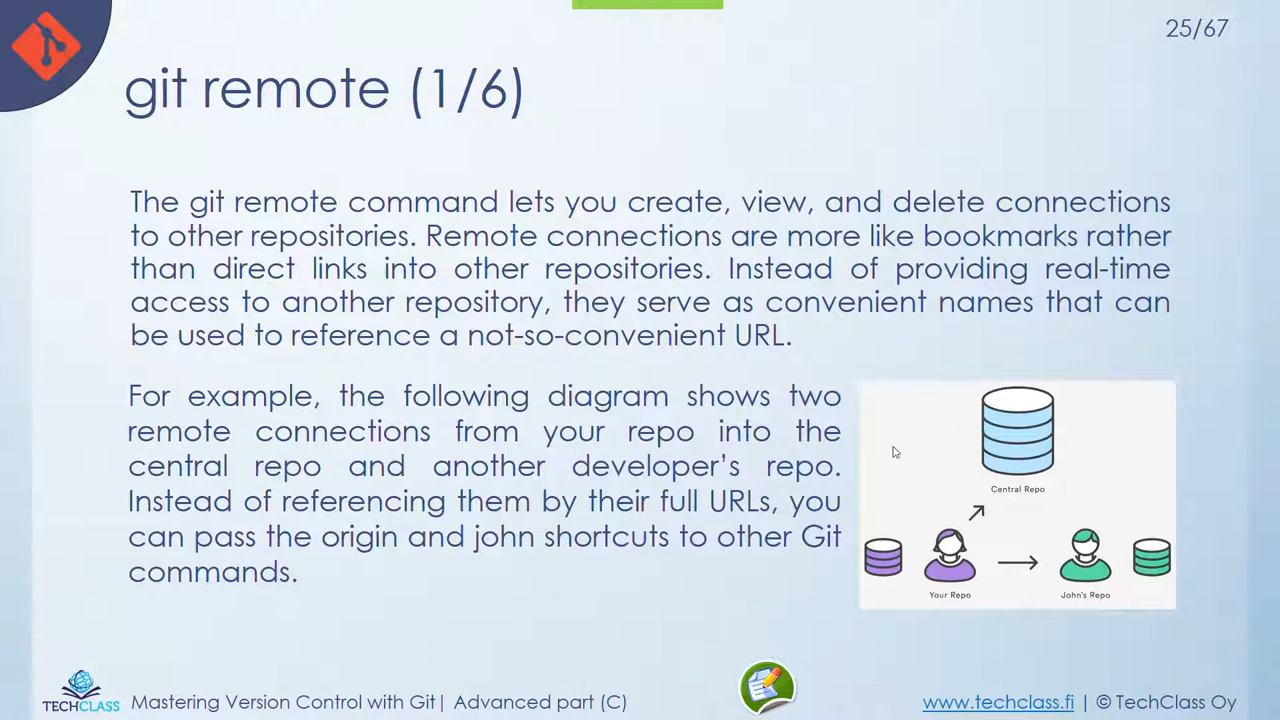 25/67
git remote (1/6)
The git remote command lets you create, view, and delete connections
to other repositories. Remote connections are more like bookmarks rather
than direct links into other repositories. Instead of providing real-time
access to another repository, they serve as convenient names that can
be used to reference a not-so-convenient URL.
For example, the following diagram shows two
remote connections from your repo into the
central repo and another developer’s repo.
Instead of referencing them by their full URLs, you
can pass the origin and john shortcuts to other Git
commands.
Central Repo
Your Repo
John's Repo
TECHCLASS
Mastering Version Control with Git| Advanced part (C)
www.techclass.fi | © TechClass Oy